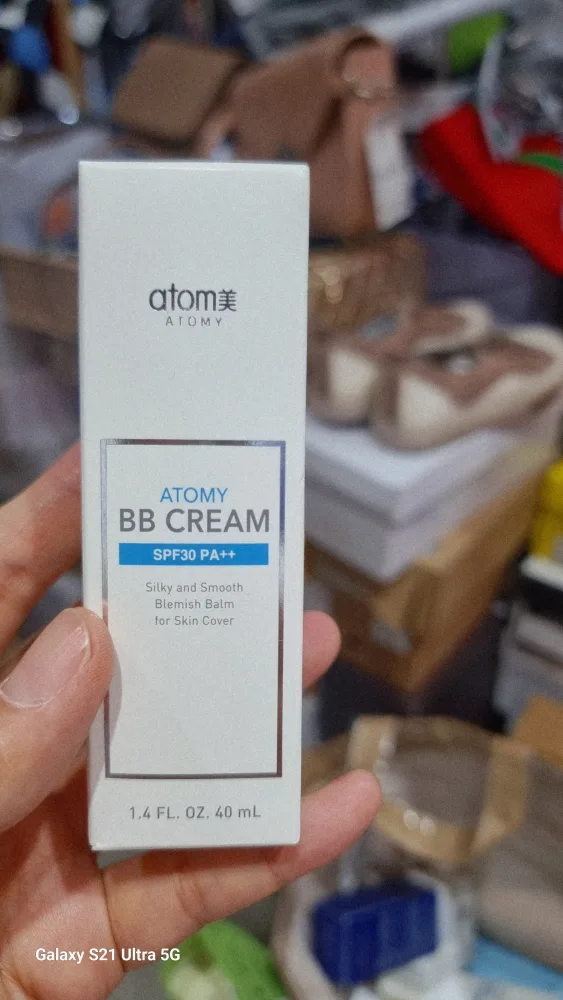 atom美
ATOMY
ATOMY
BB CREAM
SPF30 PA++
Silky and Smooth
Blemish Balm
for Skin Cover
1.4 FL. OZ. 40 mL
Galaxy S21 Ultra 5G